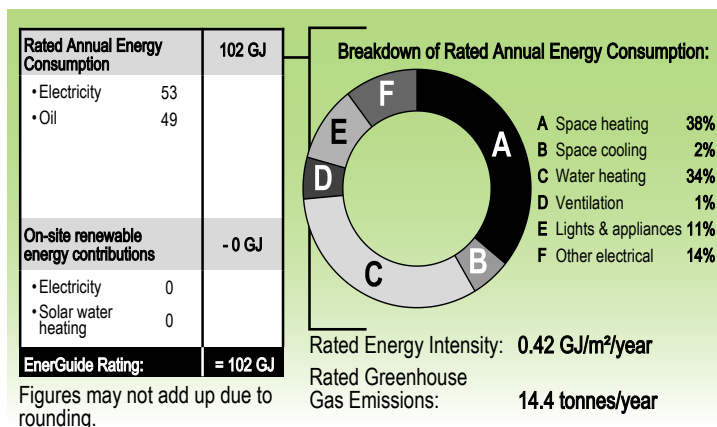 Rated Annual Energy
Consumption
102 GJ
• Electricity 53
• Oil 49
On-site renewable
energy contributions
- 0 GJ
• Electricity 0
• Solar water
heating 0
EnerGuide Rating: = 102 GJ
Figures may not add up due to
rounding.
Breakdown of Rated Annual Energy Consumption:
A
B
C
D
E
F
A Space heating 38%
B Space cooling 2%
C Water heating 34%
D Ventilation 1%
E Lights & appliances 11%
F Other electrical 14%
Rated Energy Intensity: 0.42 GJ/m²/year
Rated Greenhouse
Gas Emissions: 14.4 tonnes/year